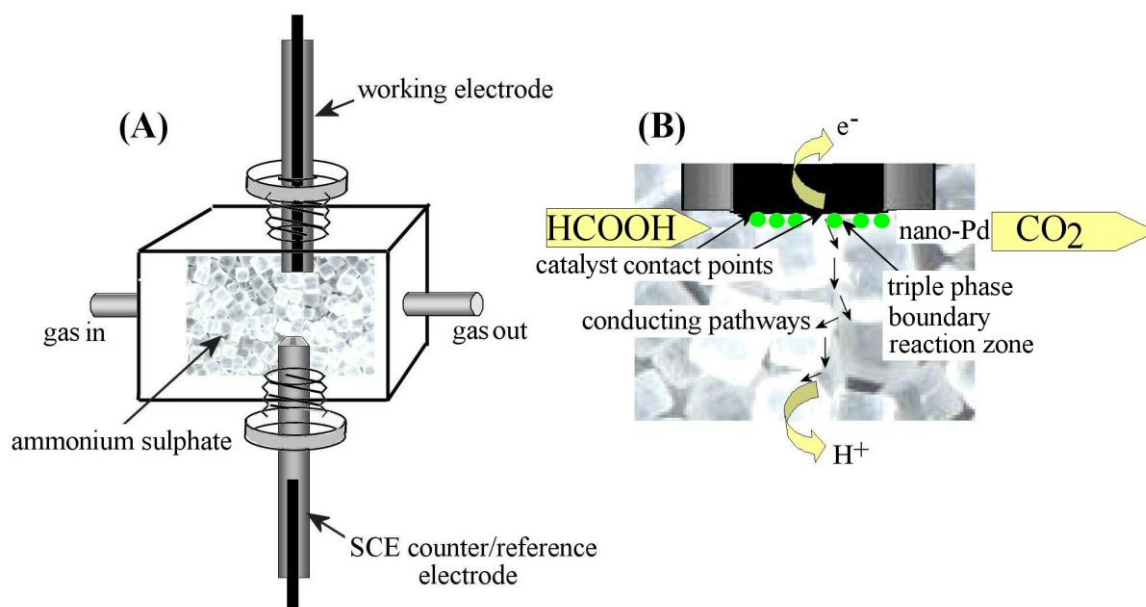 (A)
working electrode
gas in
gas out
ammonium sulphate
SCE counter/reference
electrode
(B)
e-
HCOOH
nano-Pd
CO2
catalyst contact points
triple phase
boundary
reaction zone
conducting pathways
H+